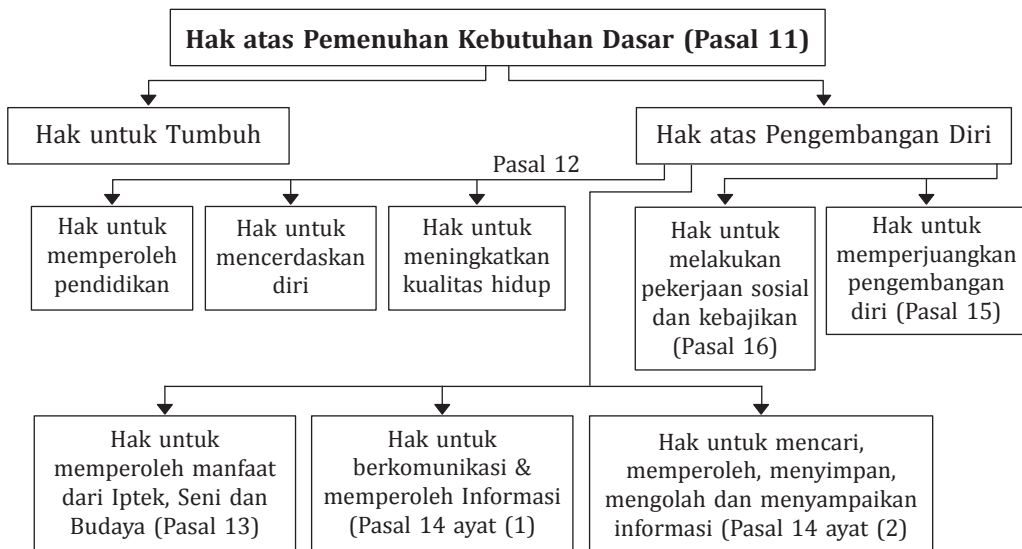 Hak atas Pemenuhan Kebutuhan Dasar (Pasal 11)
Hak untuk Tumbuh
Hak atas Pengembangan Diri
Pasal 12
Hak untuk
memperoleh
pendidikan
Hak untuk
mencerdaskan
diri
Hak untuk
meningkatkan
kualitas hidup
Hak untuk
melakukan
pekerjaan sosial
dan kebajikan
(Pasal 16)
Hak untuk
memperjuangkan
pengembangan
diri (Pasal 15)
Hak untuk
memperoleh manfaat
dari Iptek, Seni dan
Budaya (Pasal 13)
Hak untuk
berkomunikasi &
memperoleh Informasi
(Pasal 14 ayat (1)
Hak untuk mencari,
memperoleh, menyimpan,
mengolah dan menyampaikan
informasi (Pasal 14 ayat (2)